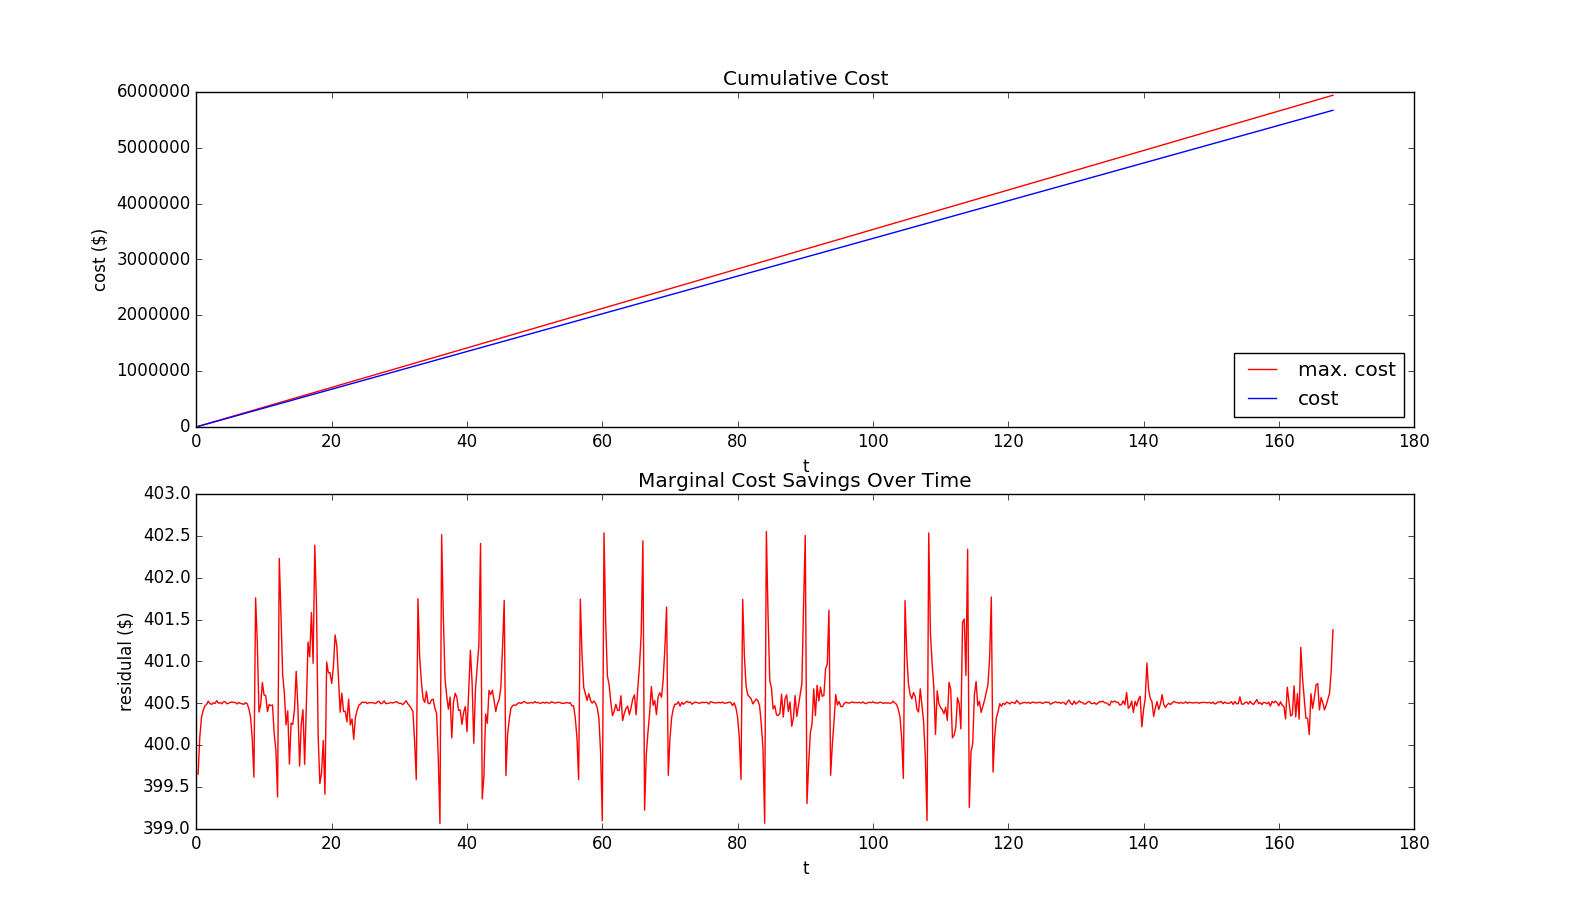 Cumulative Cost
6000000
5000000
4000000
3000000
2000000
1000000
0
cost ($)
0 20 40 60 80 100 120 140 160 180
t
max. cost
cost
Marginal Cost Savings Over Time
403.0
402.5
402.0
401.5
401.0
400.5
400.0
399.5
399.0
residulal ($)
0 20 40 60 80 100 120 140 160 180
t